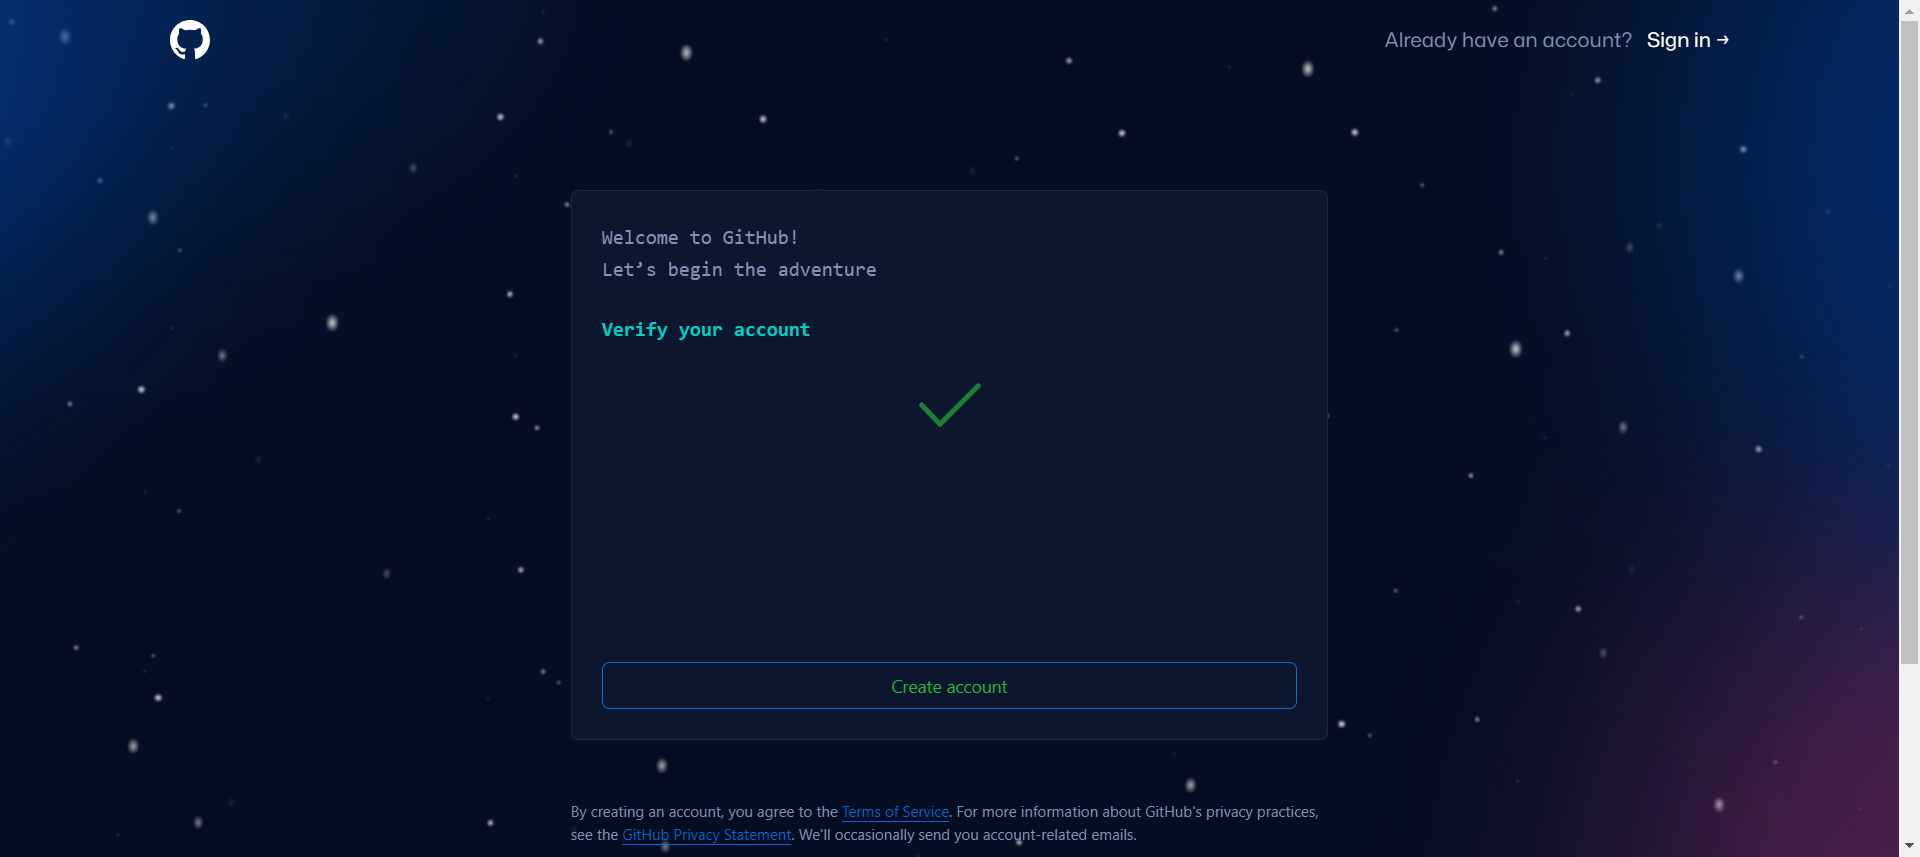 Already have an account? Sign in →
Welcome to GitHub!
Let’s begin the adventure
Verify your account
Create account
By creating an account, you agree to the Terms of Service. For more information about GitHub's privacy practices,
see the GitHub Privacy Statement. We'll occasionally send you account-related emails.